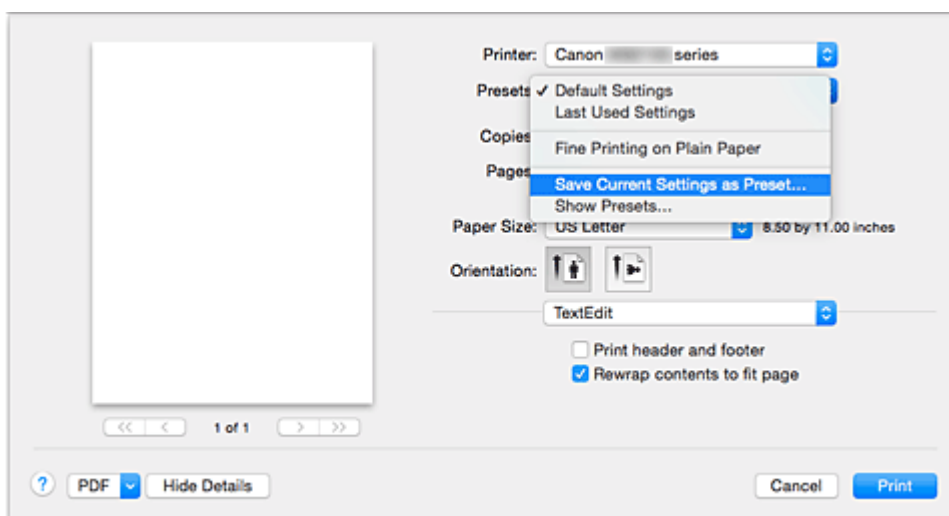 Printer: Canon series
Presets ✓ Default Settings
Last Used Settings
Copies
Fine Printing on Plain Paper
Pages
Save Current Settings as Preset...
Show Presets...
Paper Size: US Letter 8.50 by 11.00 inches
Orientation:
TextEdit
Print header and footer
Rewrap contents to fit page
<< < 1 of 1 > >>
? PDF Hide Details Cancel Print